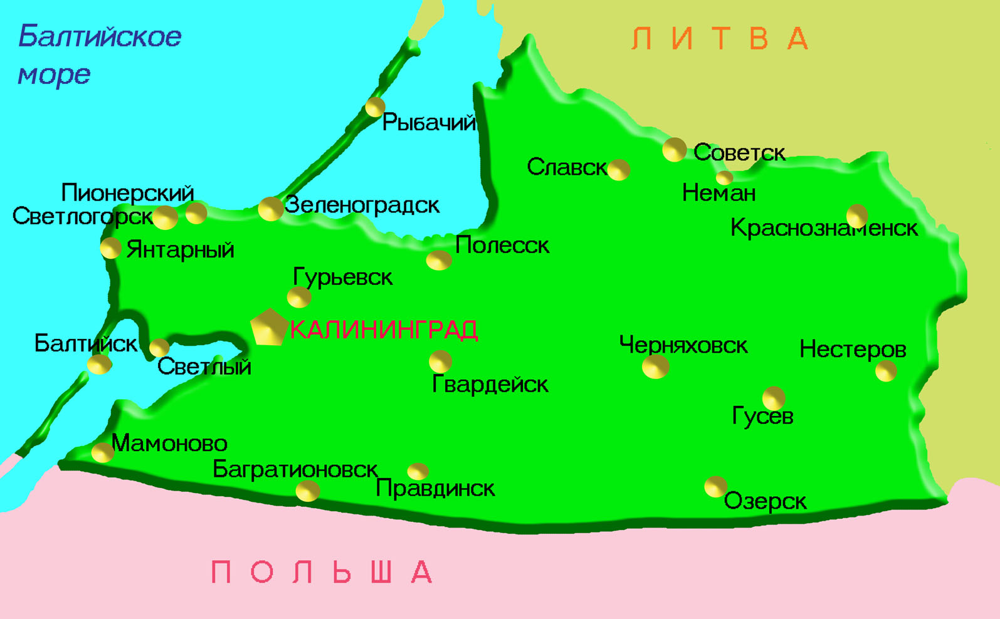 Балтийское
море
ЛИТВА
Рыбачий
Советск
Славск
Неман
Пионерский
Зеленоградск
Светлогорск
Краснознаменск
Янтарный
Полесск
Гурьевск
КАЛИНИНГРАД
Балтийск
Черняховск
Нестеров
Светлый
Гвардейск
Гусев
Мамоново
Багратионовск
Правдинск
Озерск
ПОЛЬША